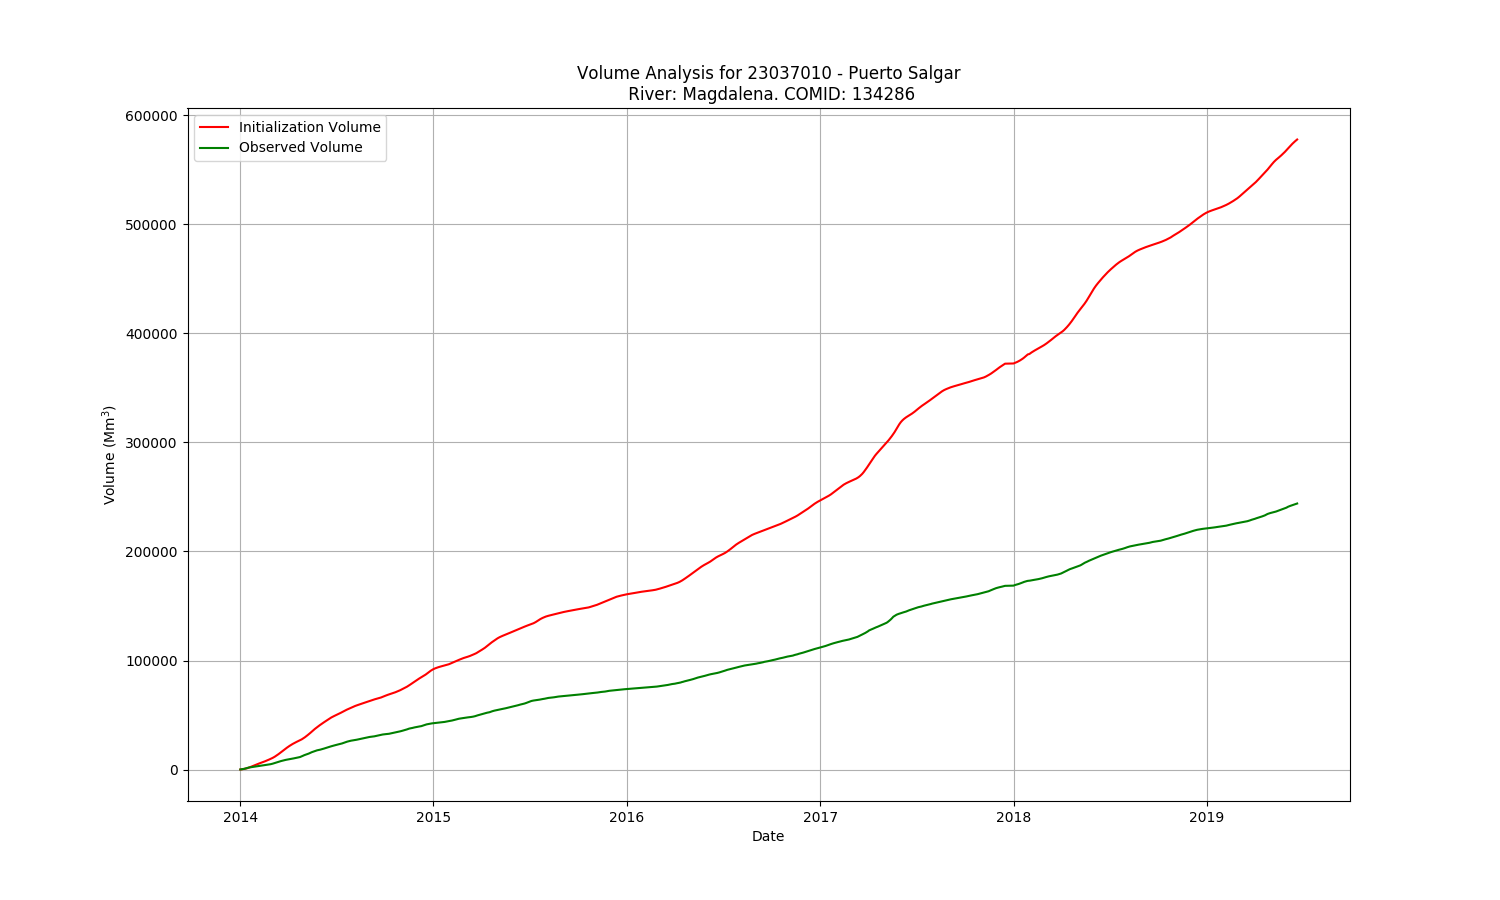 Volume Analysis for 23037010 - Puerto Salgar
River: Magdalena. COMID: 134286
Initialization Volume
Observed Volume
600000
500000
400000
300000
200000
100000
0
Volume (Mm³)
2014 2015 2016 2017 2018 2019
Date